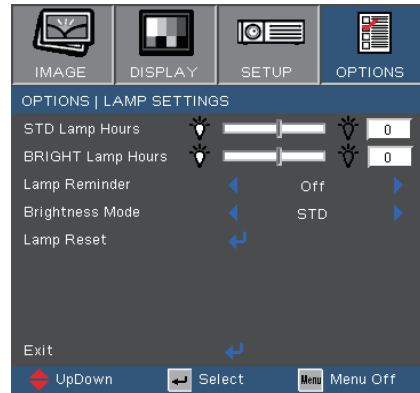 IMAGE DISPLAY SETUP OPTIONS
OPTIONS | LAMP SETTINGS
STD Lamp Hours 0
BRIGHT Lamp Hours 0
Lamp Reminder Off
Brightness Mode STD
Lamp Reset
Exit
UpDown Select Menu Menu Off